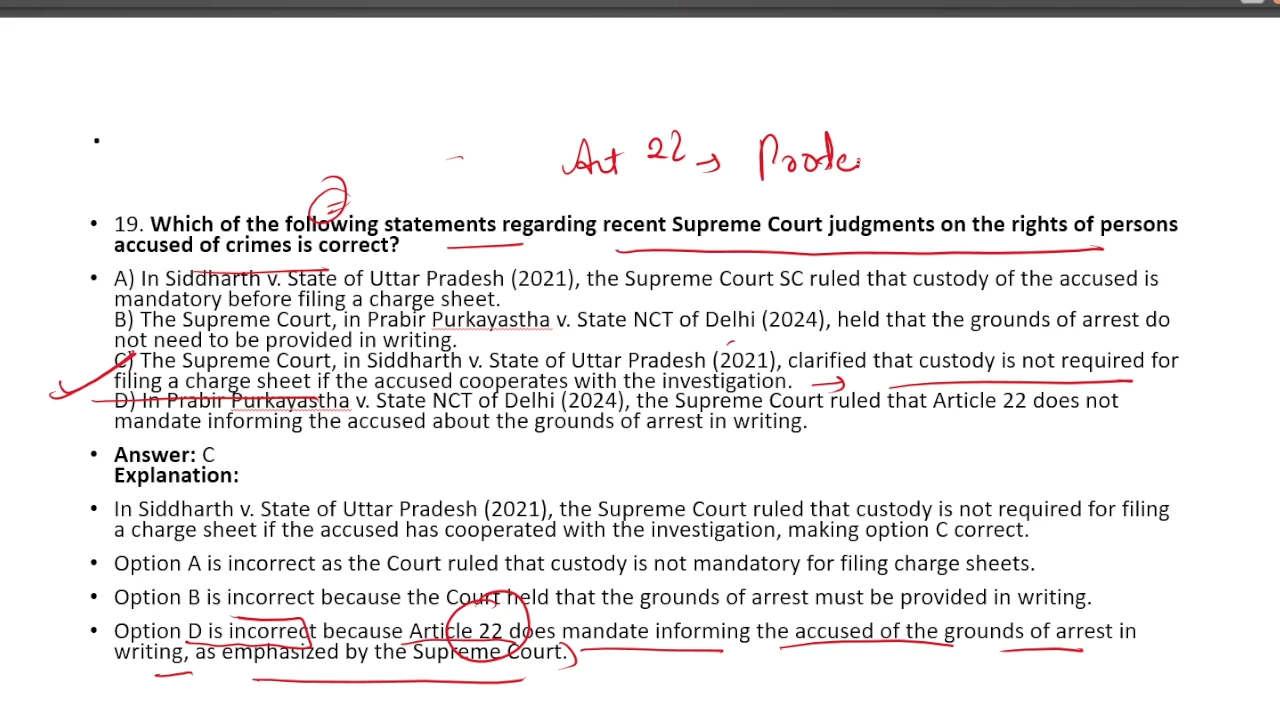 Art 22 →
• 19. Which of the following statements regarding recent Supreme Court judgments on the rights of persons
accused of crimes is correct?
• A) In Siddharth v. State of Uttar Pradesh (2021), the Supreme Court SC ruled that custody of the accused is
mandatory before filing a charge sheet.
B) The Supreme Court, in Prabir Purkayastha v. State NCT of Delhi (2024), held that the grounds of arrest do
not need to be provided in writing.
C) The Supreme Court, in Siddharth v. State of Uttar Pradesh (2021), clarified that custody is not required for
filing a charge sheet if the accused cooperates with the investigation.
D) In Prabir Purkayastha v. State NCT of Delhi (2024), the Supreme Court ruled that Article 22 does not
mandate informing the accused about the grounds of arrest in writing.
• Answer: C
Explanation:
• In Siddharth v. State of Uttar Pradesh (2021), the Supreme Court ruled that custody is not required for filing
a charge sheet if the accused has cooperated with the investigation, making option C correct.
• Option A is incorrect as the Court ruled that custody is not mandatory for filing charge sheets.
• Option B is incorrect because the Court held that the grounds of arrest must be provided in writing.
• Option D is incorrect because Article 22 does mandate informing the accused of the grounds of arrest in
writing, as emphasized by the Supreme Court.